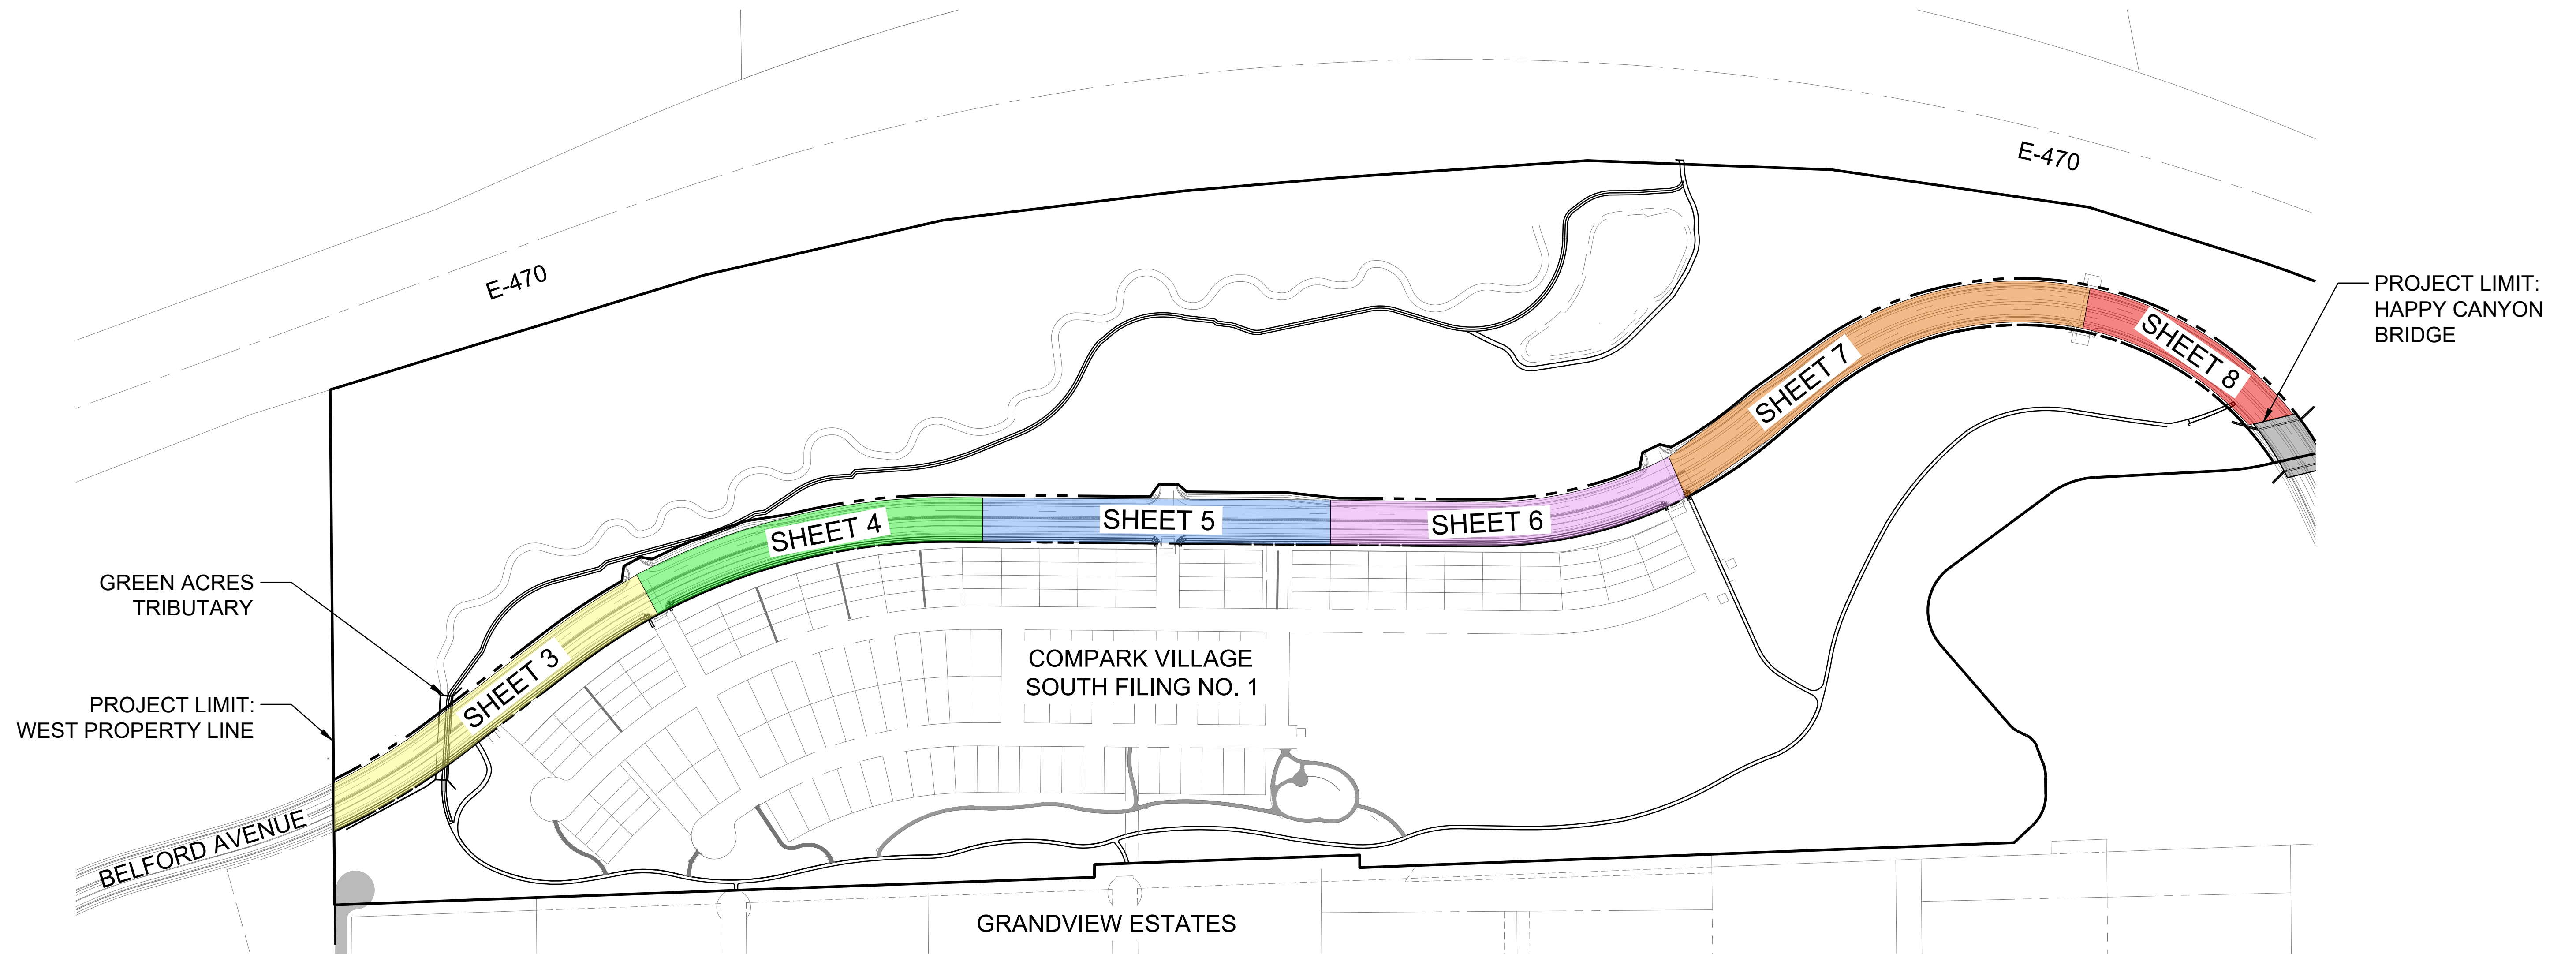 E-470
E-470
PROJECT LIMIT:
HAPPY CANYON
BRIDGE
SHEET 8
SHEET 7
SHEET 6
SHEET 5
SHEET 4
SHEET 3
GREEN ACRES
TRIBUTARY
PROJECT LIMIT:
WEST PROPERTY LINE
COMPARK VILLAGE
SOUTH FILING NO. 1
BELFORD AVENUE
GRANDVIEW ESTATES